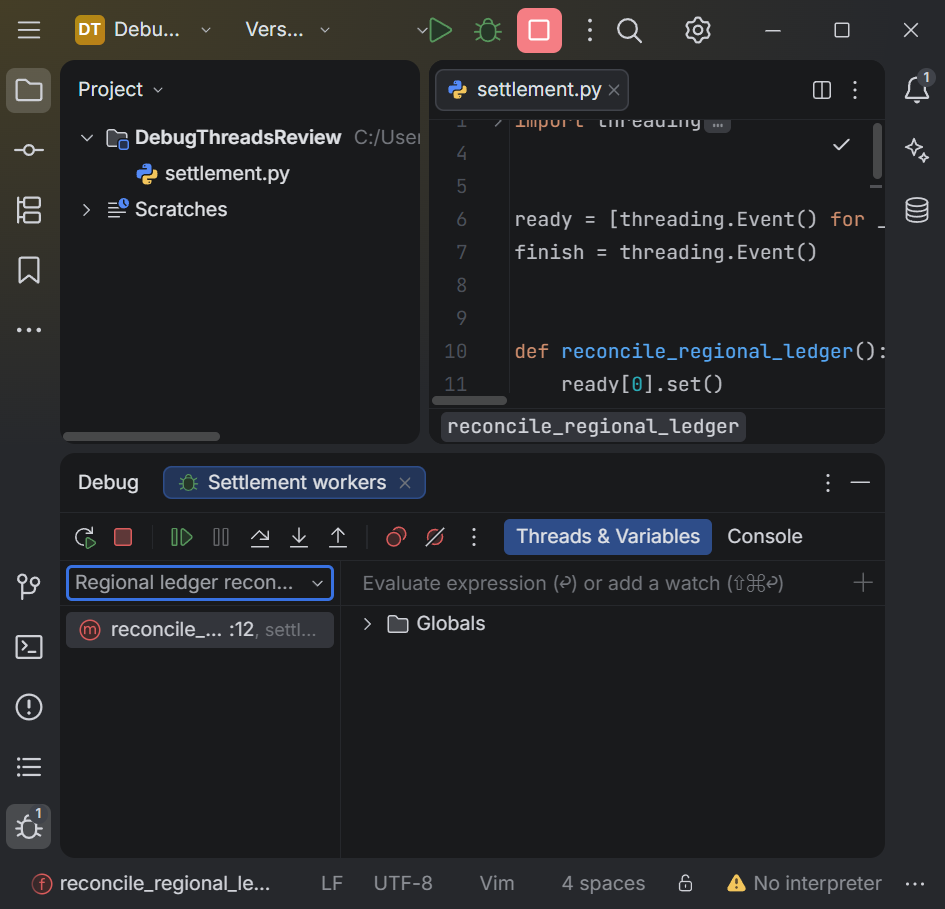 DT Debu... Vers...
Project
settlement.py
1
DebugThreadsReview C:/User
settlement.py
Scratches
1 import threading...
4
5
6 ready = [threading.Event() for _
7 finish = threading.Event()
8
9
10 def reconcile_regional_ledger():
11 ready[0].set()
reconcile_regional_ledger
Debug Settlement workers
Threads & Variables Console
Regional ledger recon... Evaluate expression (⏎) or add a watch (⇧⌘⏎)
m reconcile_... :12, settl...
Globals
1
f reconcile_regional_le... LF UTF-8 Vim 4 spaces No interpreter